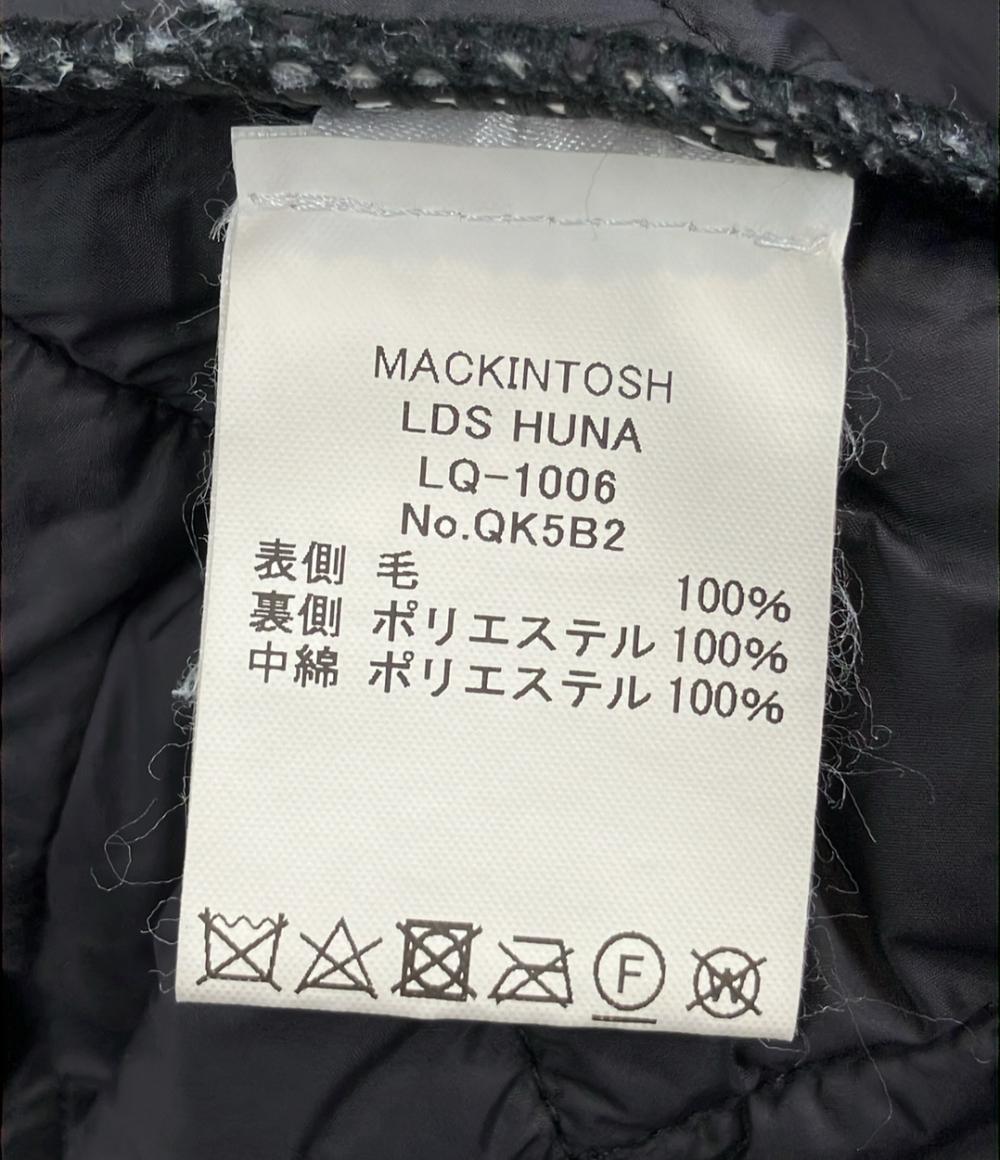 MACKINTOSH
LDS HUNA
LQ-1006
No.QK5B2
表側 毛 100%
裏側 ポリエステル 100%
中綿 ポリエステル 100%
F W